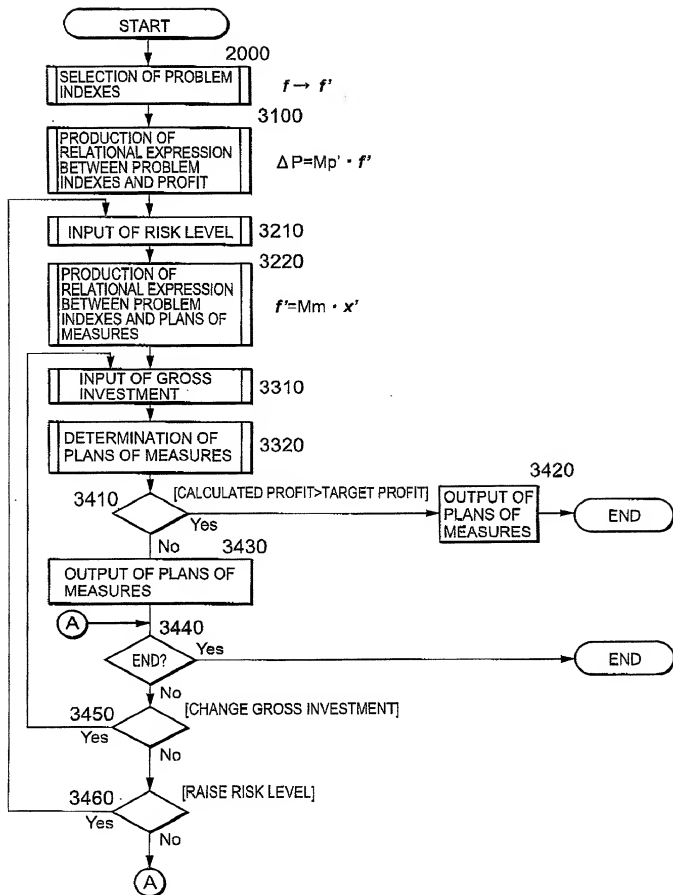 START
2000
SELECTION OF PROBLEM
INDEXES
f → f'
3100
PRODUCTION OF
RELATIONAL EXPRESSION
BETWEEN PROBLEM
INDEXES AND PROFIT
ΔP=Mp'・f'
INPUT OF RISK LEVEL
3210
3220
PRODUCTION OF
RELATIONAL EXPRESSION
BETWEEN PROBLEM
INDEXES AND PLANS OF
MEASURES
f'=Mm・x'
INPUT OF GROSS
INVESTMENT
3310
DETERMINATION OF
PLANS OF MEASURES
3320
3410
[CALCULATED PROFIT>TARGET PROFIT]
Yes
No
3420
OUTPUT OF
PLANS OF
MEASURES
END
3430
OUTPUT OF PLANS OF
MEASURES
A
3440
END?
Yes
No
END
3450
[CHANGE GROSS INVESTMENT]
Yes
No
3460
[RAISE RISK LEVEL]
Yes
No
A